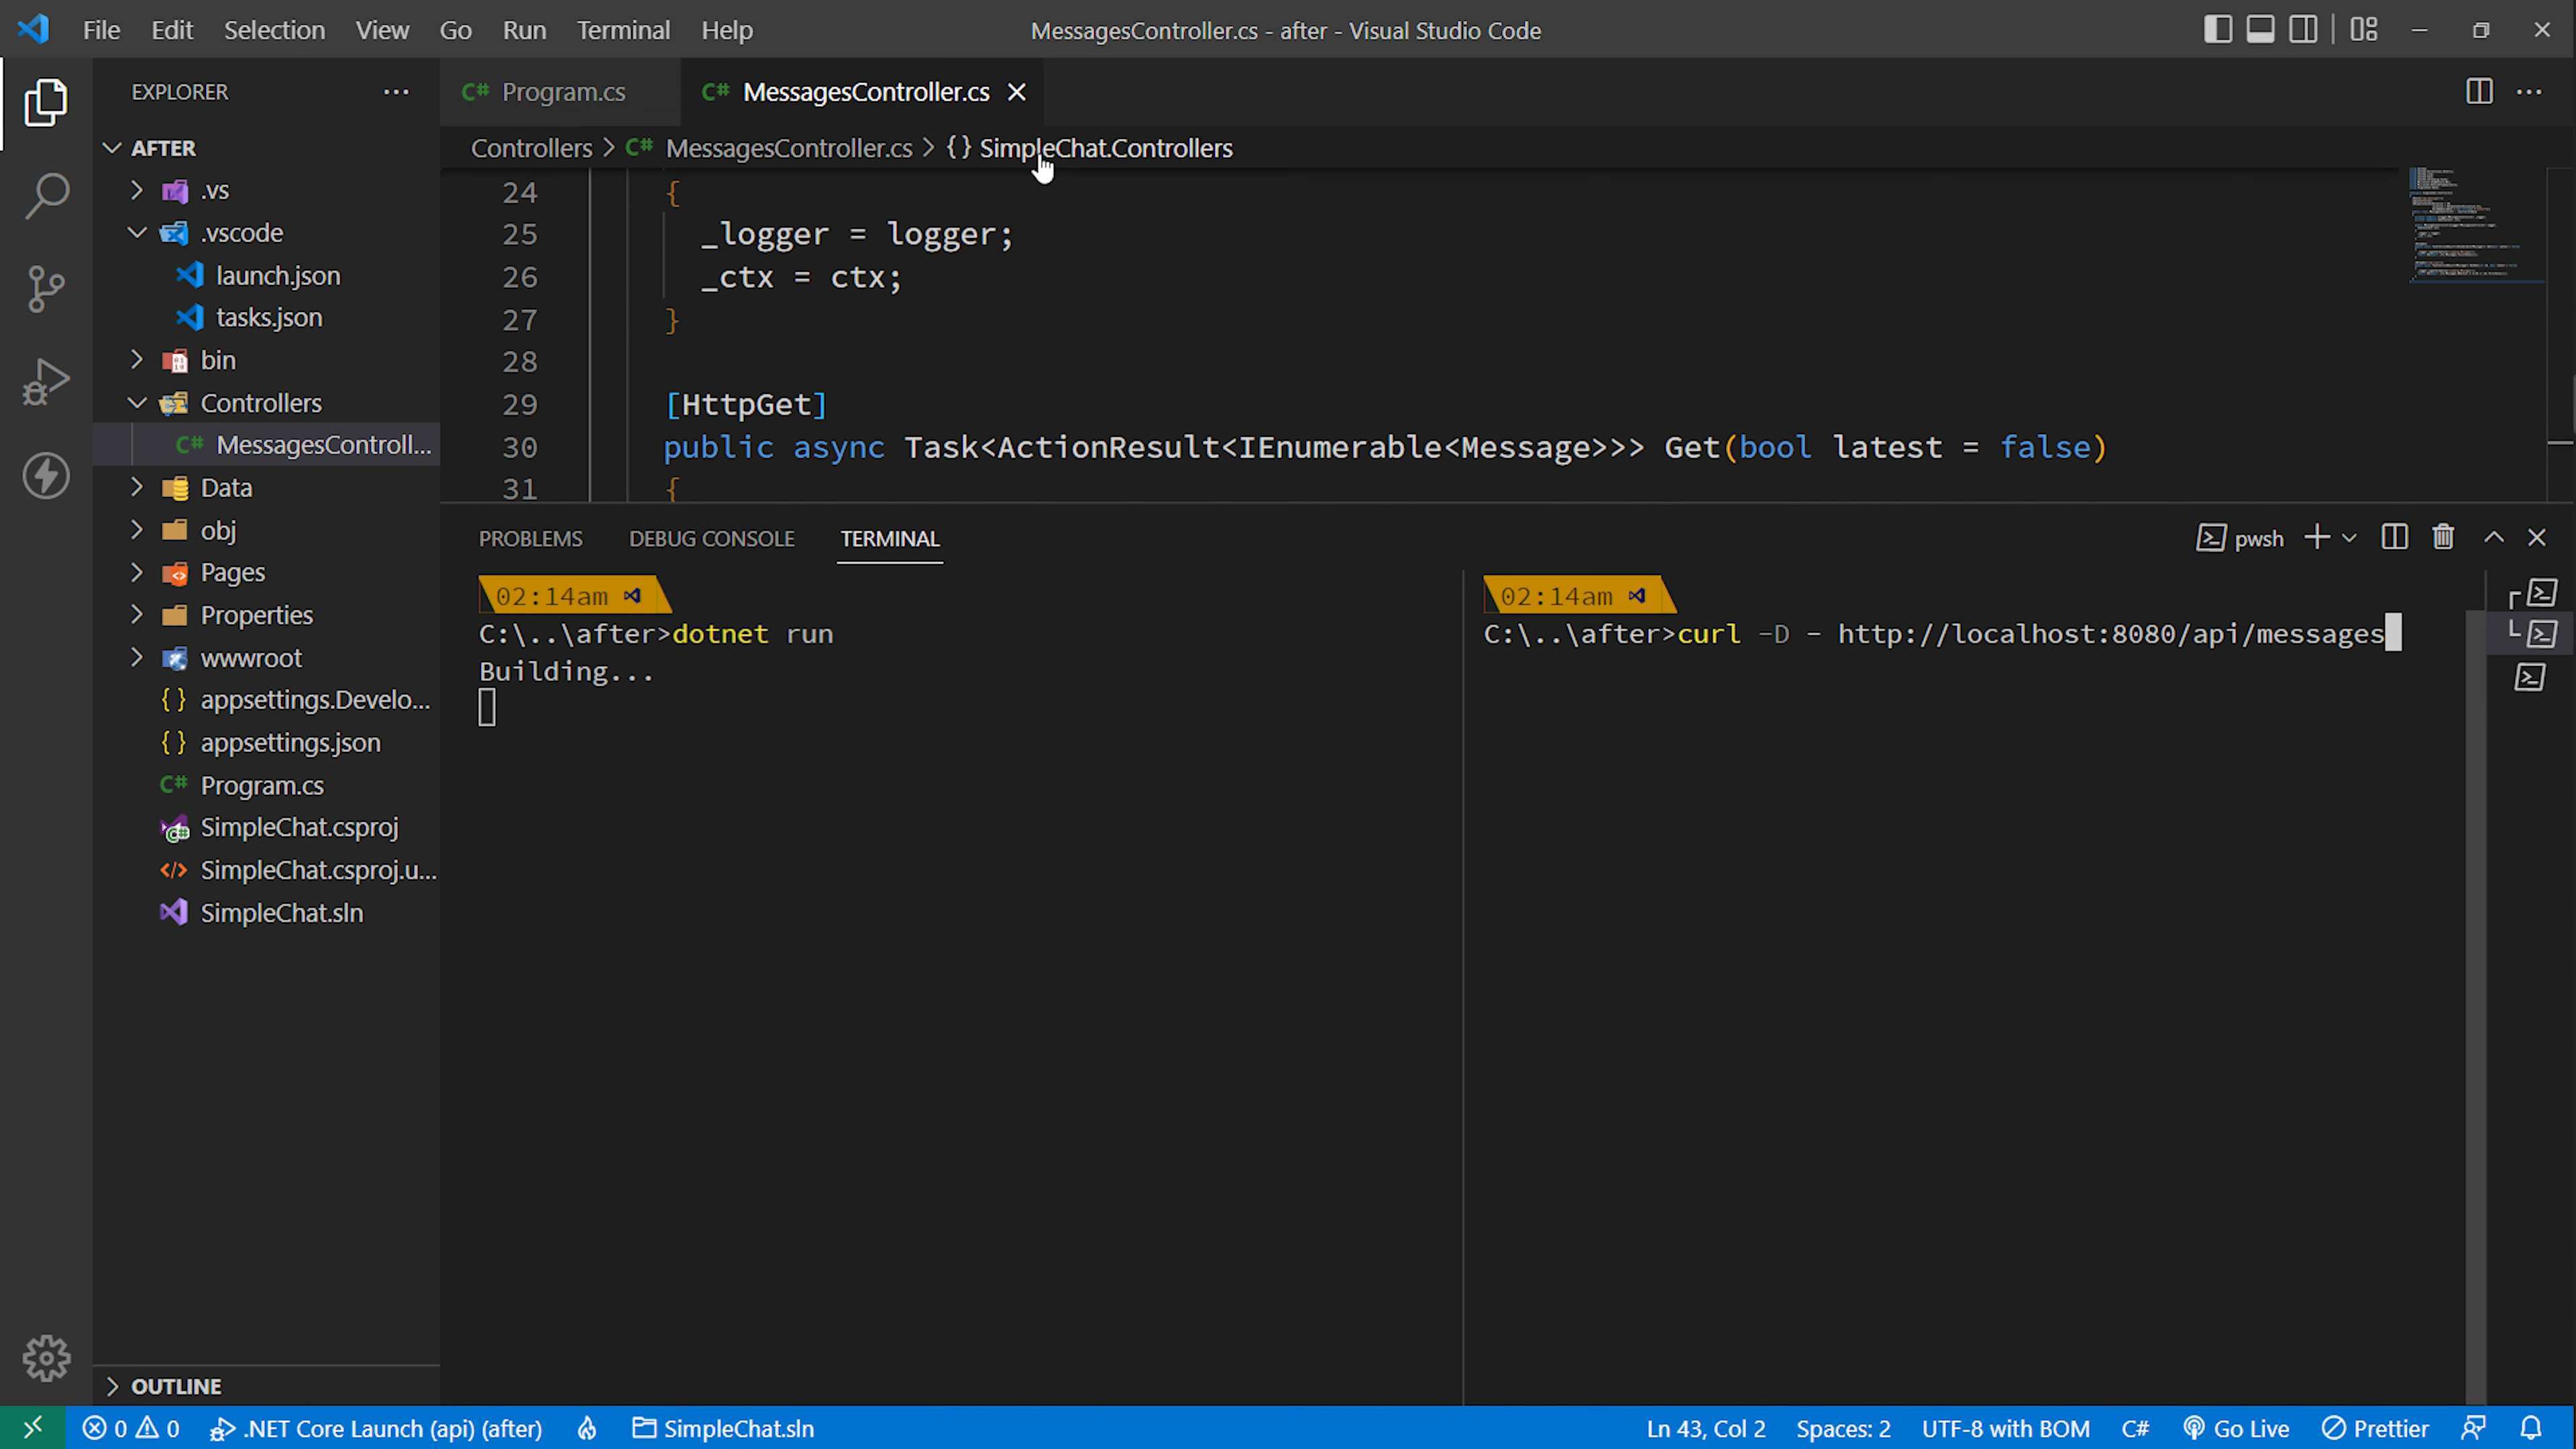 File Edit Selection View Go Run Terminal Help
MessagesController.cs - after - Visual Studio Code
EXPLORER
AFTER
.vs
.vscode
launch.json
tasks.json
bin
Controllers
C# MessagesControll...
Data
obj
Pages
Properties
wwwroot
{ } appsettings.Develo...
{ } appsettings.json
C# Program.cs
SimpleChat.csproj
SimpleChat.csproj.u...
SimpleChat.sln
OUTLINE
C# Program.cs
C# MessagesController.cs
Controllers > C# MessagesController.cs > { } SimpleChat.Controllers
24 {
25 _logger = logger;
26 _ctx = ctx;
27 }
28
29 [HttpGet]
30 public async Task<ActionResult<IEnumerable<Message>>> Get(bool latest = false)
31 {
PROBLEMS DEBUG CONSOLE TERMINAL
pwsh
02:14am
C:\..\after>dotnet run
Building...
02:14am
C:\..\after>curl -D - http://localhost:8080/api/messages
0 0 .NET Core Launch (api) (after) SimpleChat.sln
Ln 43, Col 2 Spaces: 2 UTF-8 with BOM C# Go Live Prettier